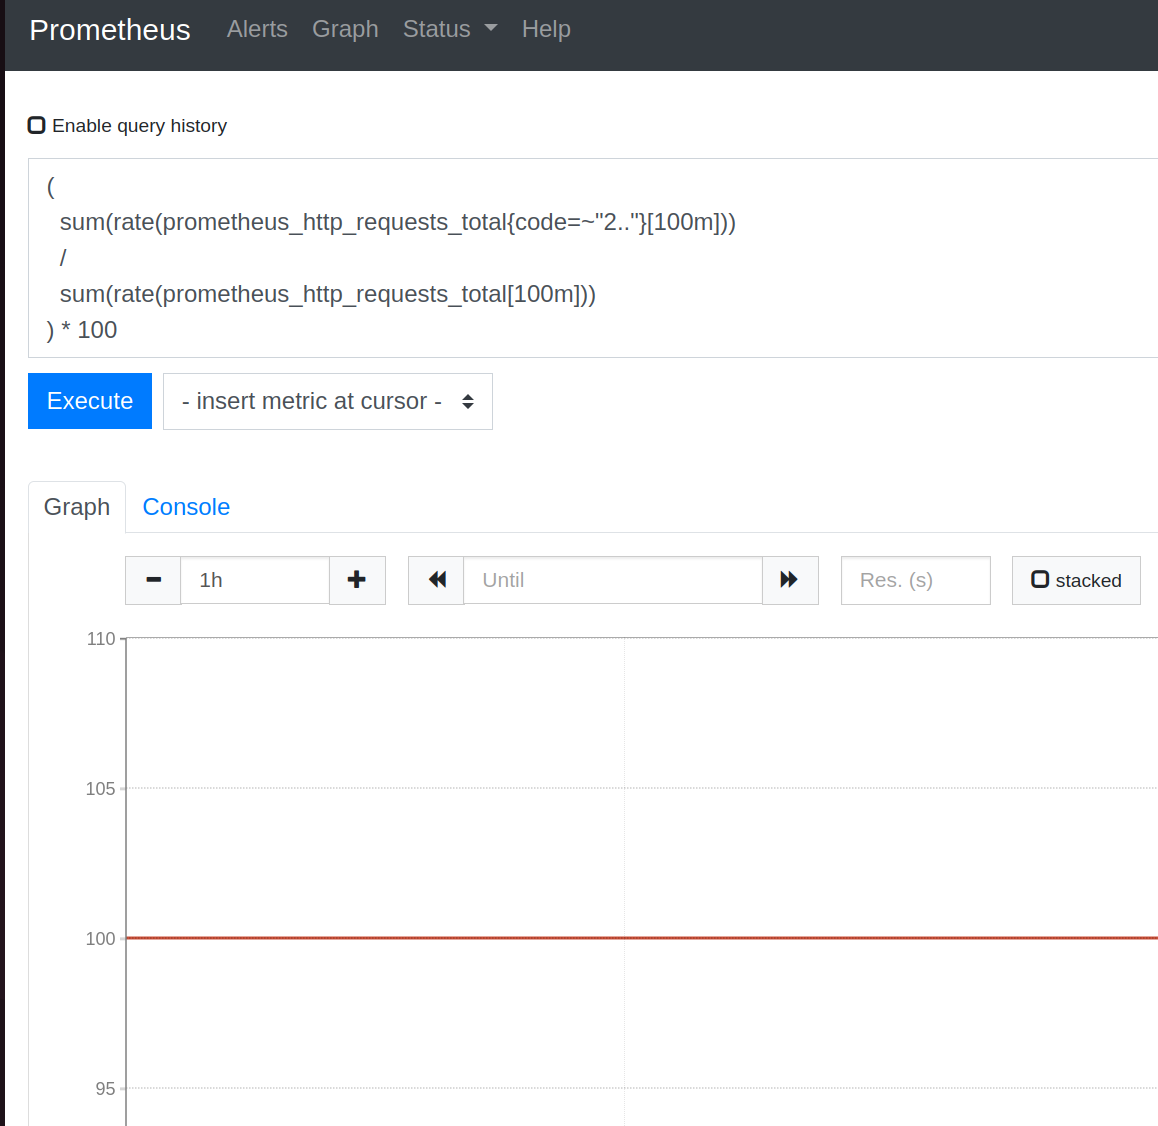 Prometheus Alerts Graph Status Help
Enable query history
(
sum(rate(prometheus_http_requests_total{code=~"2.."}[100m]))
/
sum(rate(prometheus_http_requests_total[100m]))
) * 100
Execute - insert metric at cursor -
Graph Console
1h Until Res. (s) stacked
110
105
100
95